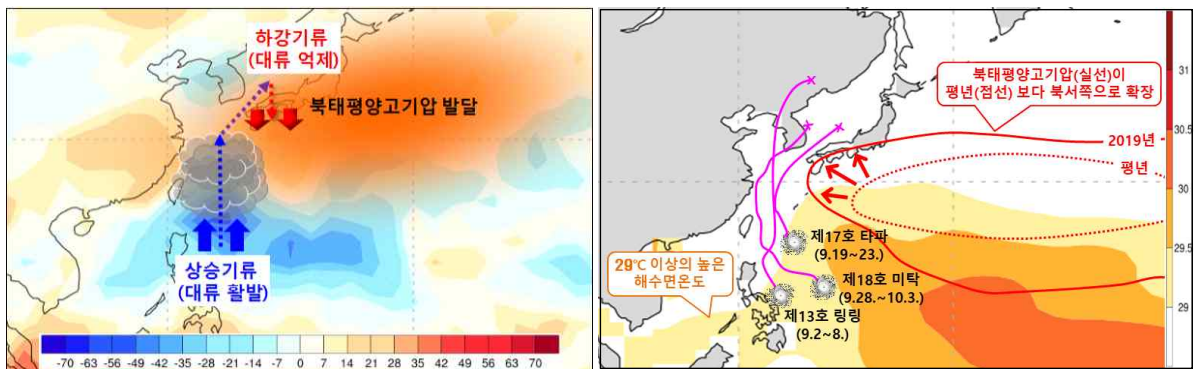 하강기류
(대류 억제)
북태평양고기압 발달
상승기류
(대류 활발)
-70 -63 -56 -49 -42 -35 -28 -21 -14 -7 0 7 14 21 28 35 42 49 56 63 70
북태평양고기압(실선)이
평년(점선) 보다 북서쪽으로 확장
2019년
평년
제17호 타파
(9.19~23.)
29℃ 이상의 높은
해수면온도
제18호 미탁
(9.28.~10.3.)
제13호 링링
(9.2~8.)
31
30.5
30
29.5
29